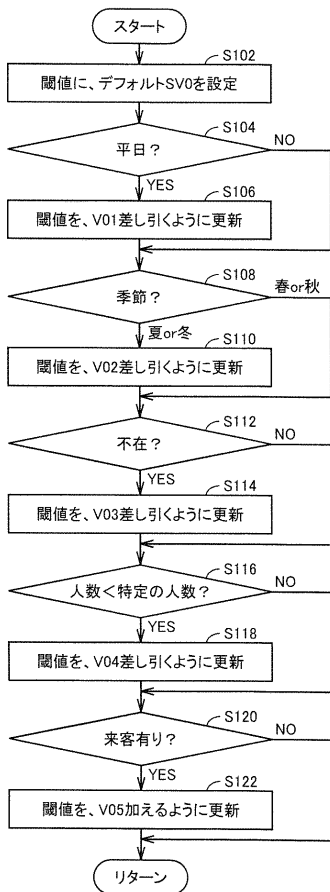 スタート
S102
閾値に、デフォルトSV0を設定
S104
平日？
NO
YES
S106
閾値を、V01差し引くように更新
S108
季節？
春or秋
夏or冬
S110
閾値を、V02差し引くように更新
S112
不在？
NO
YES
S114
閾値を、V03差し引くように更新
S116
人数＜特定の人数？
NO
YES
S118
閾値を、V04差し引くように更新
S120
来客有り？
NO
YES
S122
閾値を、V05加えるように更新
リターン